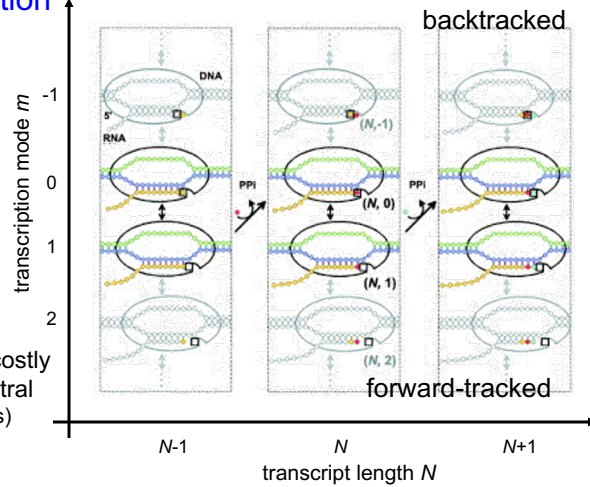 backtracked
DNA
-1
5'
RNA
(N,-1)
0
PPi
PPi
(N, 0)
transcription mode m
1
(N, 1)
2
(N, 2)
forward-tracked
N-1
N
N+1
transcript length N